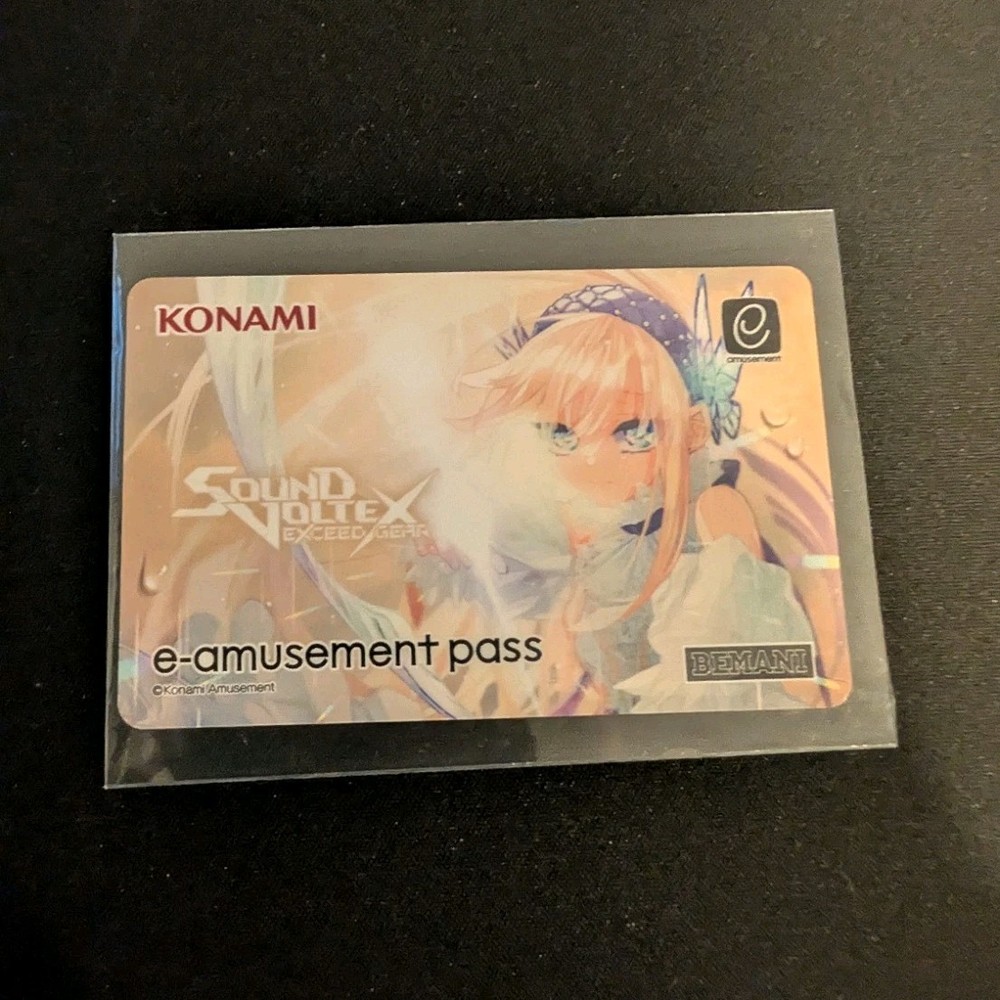 KONAMI
e
amusement
SOUND
VOLTEX
EXCEED GEAR
e-amusement pass
©Konami Amusement
BEMANI